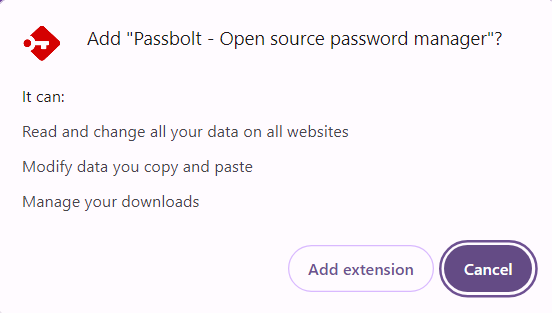 Add "Passbolt - Open source password manager"?
It can:
Read and change all your data on all websites
Modify data you copy and paste
Manage your downloads
Add extension
Cancel